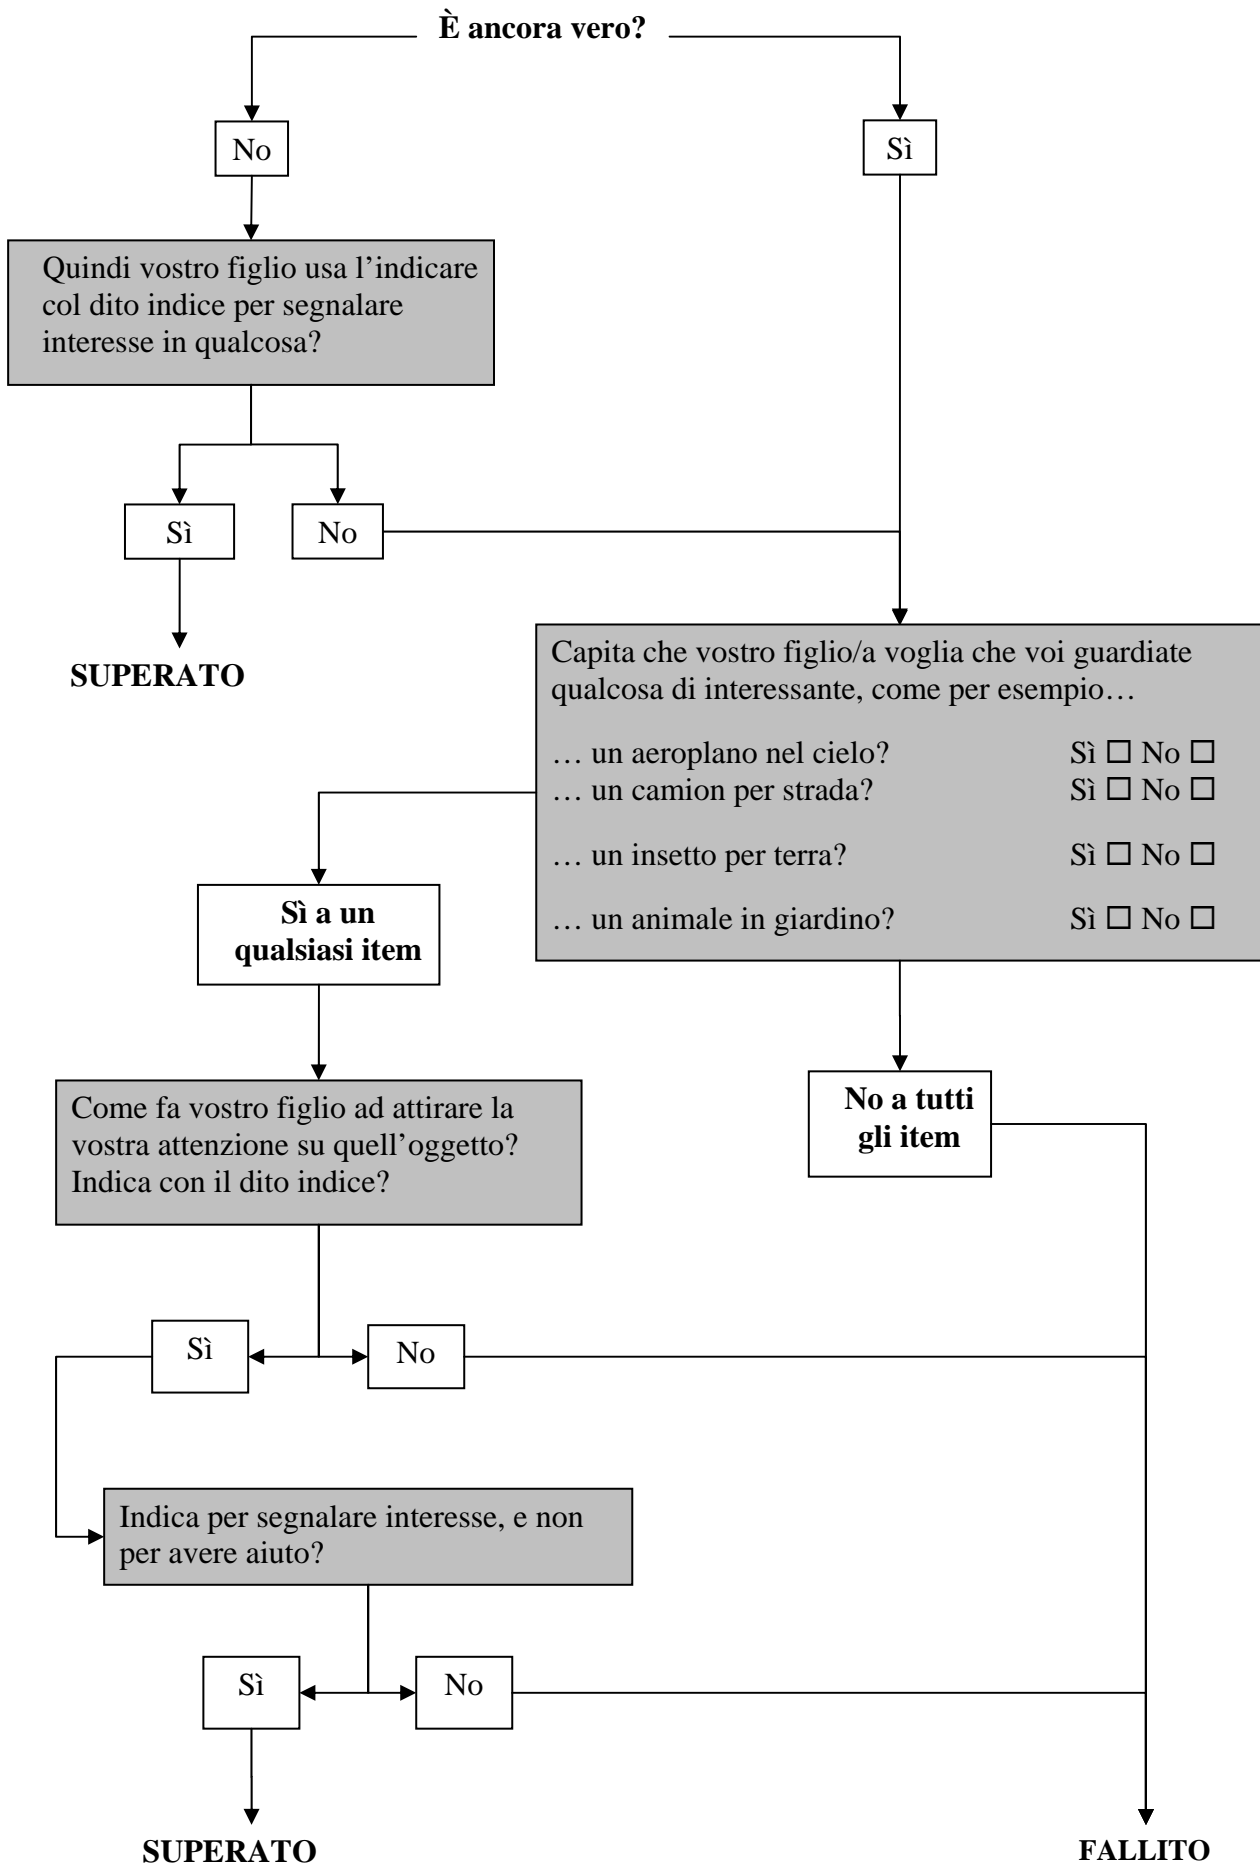 È ancora vero?
No
Sì
Quindi vostro figlio usa l’indicare
col dito indice per segnalare
interesse in qualcosa?
Sì
No
SUPERATO
Capita che vostro figlio/a voglia che voi guardiate
qualcosa di interessante, come per esempio…
… un aeroplano nel cielo? Sì □ No □
… un camion per strada? Sì □ No □
… un insetto per terra? Sì □ No □
… un animale in giardino? Sì □ No □
Sì a un
qualsiasi item
Come fa vostro figlio ad attirare la
vostra attenzione su quell’oggetto?
Indica con il dito indice?
No a tutti
gli item
Sì
No
Indica per segnalare interesse, e non
per avere aiuto?
Sì
No
SUPERATO
FALLITO